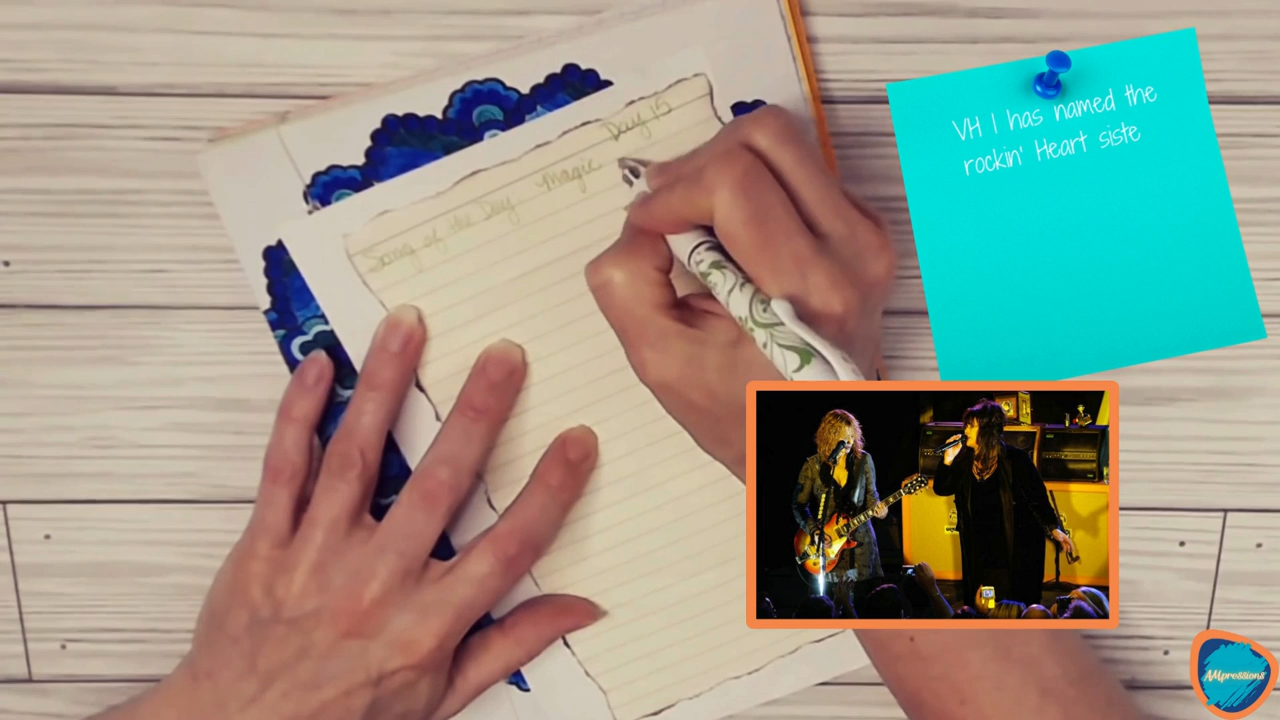 Day 15
Song of the Day Magic
VH 1 has named the
rockin' Heart siste
AMpressions